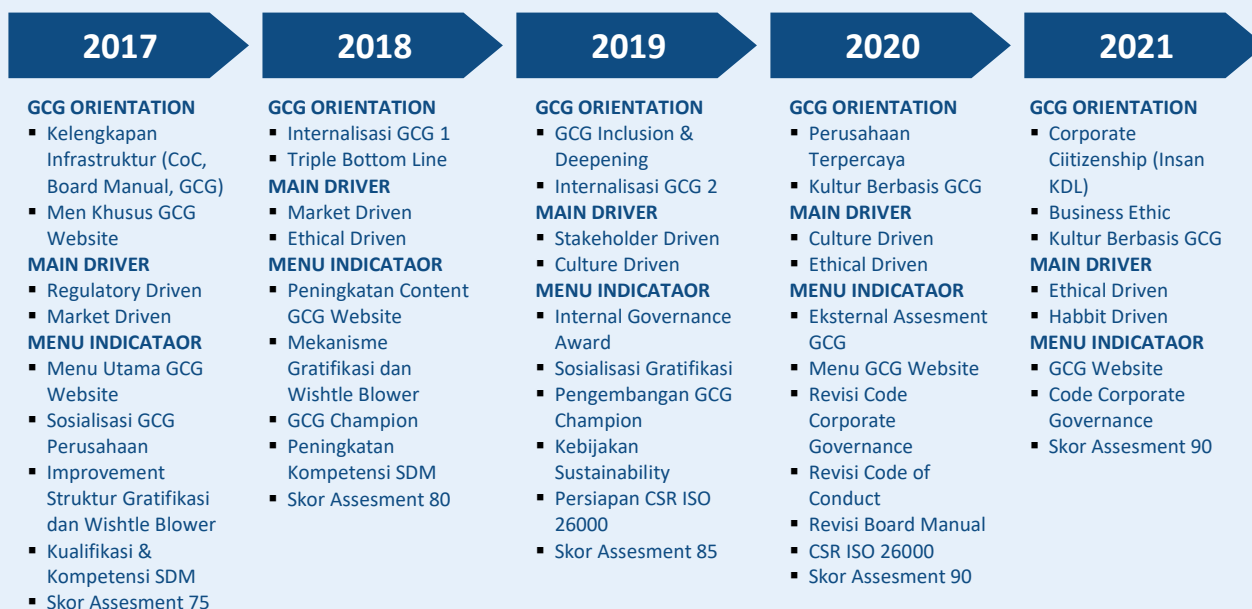 2017
GCG ORIENTATION
▪ Kelengkapan
Infrastruktur (CoC,
Board Manual, GCG)
▪ Men Khusus GCG
Website
MAIN DRIVER
▪ Regulatory Driven
▪ Market Driven
MENU INDICATAOR
▪ Menu Utama GCG
Website
▪ Sosialisasi GCG
Perusahaan
▪ Improvement
Struktur Gratifikasi
dan Wishtle Blower
▪ Kualifikasi &
Kompetensi SDM
▪ Skor Assesment 75
2018
GCG ORIENTATION
▪ Internalisasi GCG 1
▪ Triple Bottom Line
MAIN DRIVER
▪ Market Driven
▪ Ethical Driven
MENU INDICATAOR
▪ Peningkatan Content
GCG Website
▪ Mekanisme
Gratifikasi dan
Wishtle Blower
▪ GCG Champion
▪ Peningkatan
Kompetensi SDM
▪ Skor Assesment 80
2019
GCG ORIENTATION
▪ GCG Inclusion &
Deepening
▪ Internalisasi GCG 2
MAIN DRIVER
▪ Stakeholder Driven
▪ Culture Driven
MENU INDICATAOR
▪ Internal Governance
Award
▪ Sosialisasi Gratifikasi
▪ Pengembangan GCG
Champion
▪ Kebijakan
Sustainability
▪ Persiapan CSR ISO
26000
▪ Skor Assesment 85
2020
GCG ORIENTATION
▪ Perusahaan
Terpercaya
▪ Kultur Berbasis GCG
MAIN DRIVER
▪ Culture Driven
▪ Ethical Driven
MENU INDICATAOR
▪ Eksternal Assesment
GCG
▪ Menu GCG Website
▪ Revisi Code
Corporate
Governance
▪ Revisi Code of
Conduct
▪ Revisi Board Manual
▪ CSR ISO 26000
▪ Skor Assesment 90
2021
GCG ORIENTATION
▪ Corporate
Ciitizenship (Insan
KDL)
▪ Business Ethic
▪ Kultur Berbasis GCG
MAIN DRIVER
▪ Ethical Driven
▪ Habbit Driven
MENU INDICATAOR
▪ GCG Website
▪ Code Corporate
Governance
▪ Skor Assesment 90